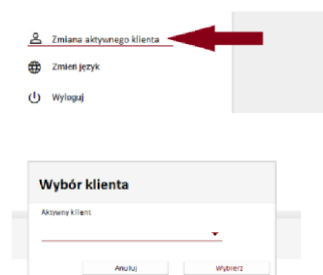 Zmiana aktywnego klienta
Zmień język
Wyloguj
Wybór klienta
Aktywny klient
Anuluj Wybierz